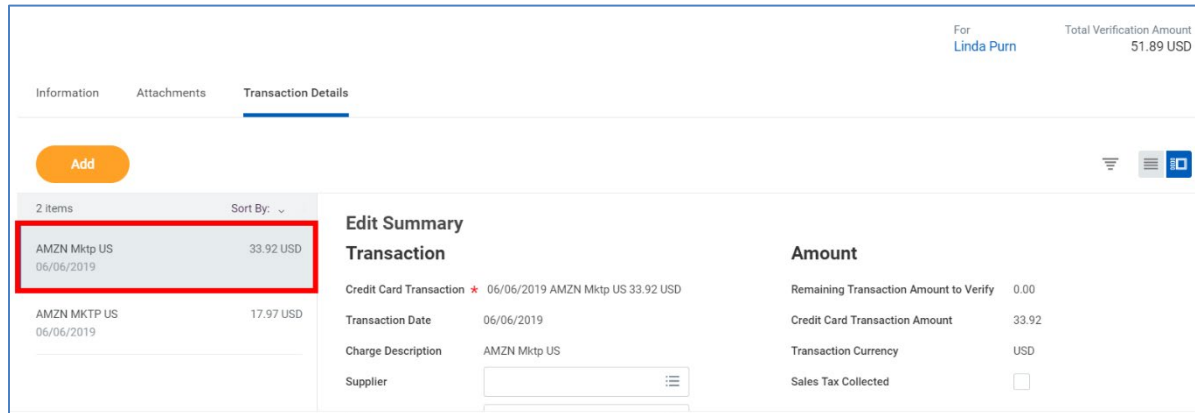 For
Linda Purn
Total Verification Amount
51.89 USD
Information Attachments Transaction Details
Add
2 items Sort By:
AMZN Mktp US 33.92 USD
06/06/2019
AMZN MKTP US 17.97 USD
06/06/2019
Edit Summary
Transaction
Credit Card Transaction * 06/06/2019 AMZN Mktp US 33.92 USD
Transaction Date 06/06/2019
Charge Description AMZN Mktp US
Supplier
Amount
Remaining Transaction Amount to Verify 0.00
Credit Card Transaction Amount 33.92
Transaction Currency USD
Sales Tax Collected